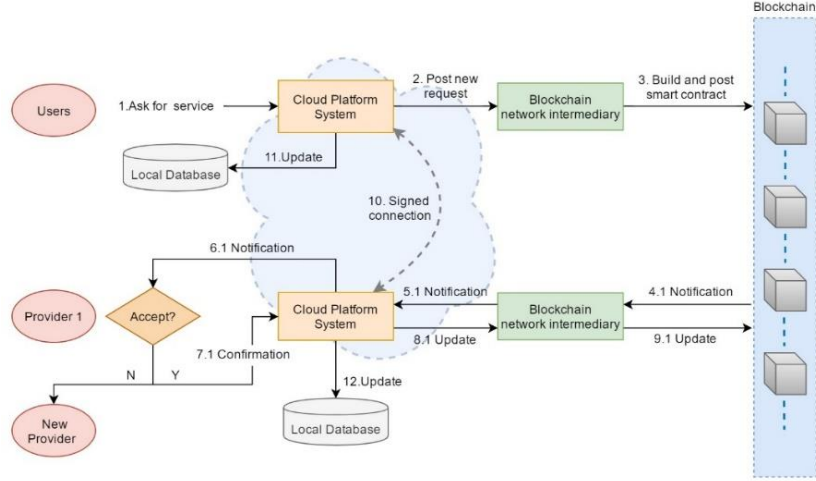 Blockchain
Users
1.Ask for service
Cloud Platform
System
2. Post new
request
Blockchain
network intermediary
3. Build and post
smart contract
11.Update
Local Database
10. Signed
connection
6.1 Notification
Provider 1
Accept?
Cloud Platform
System
5.1 Notification
8.1 Update
Blockchain
network intermediary
4.1 Notification
9.1 Update
7.1 Confirmation
N
Y
12.Update
New
Provider
Local Database